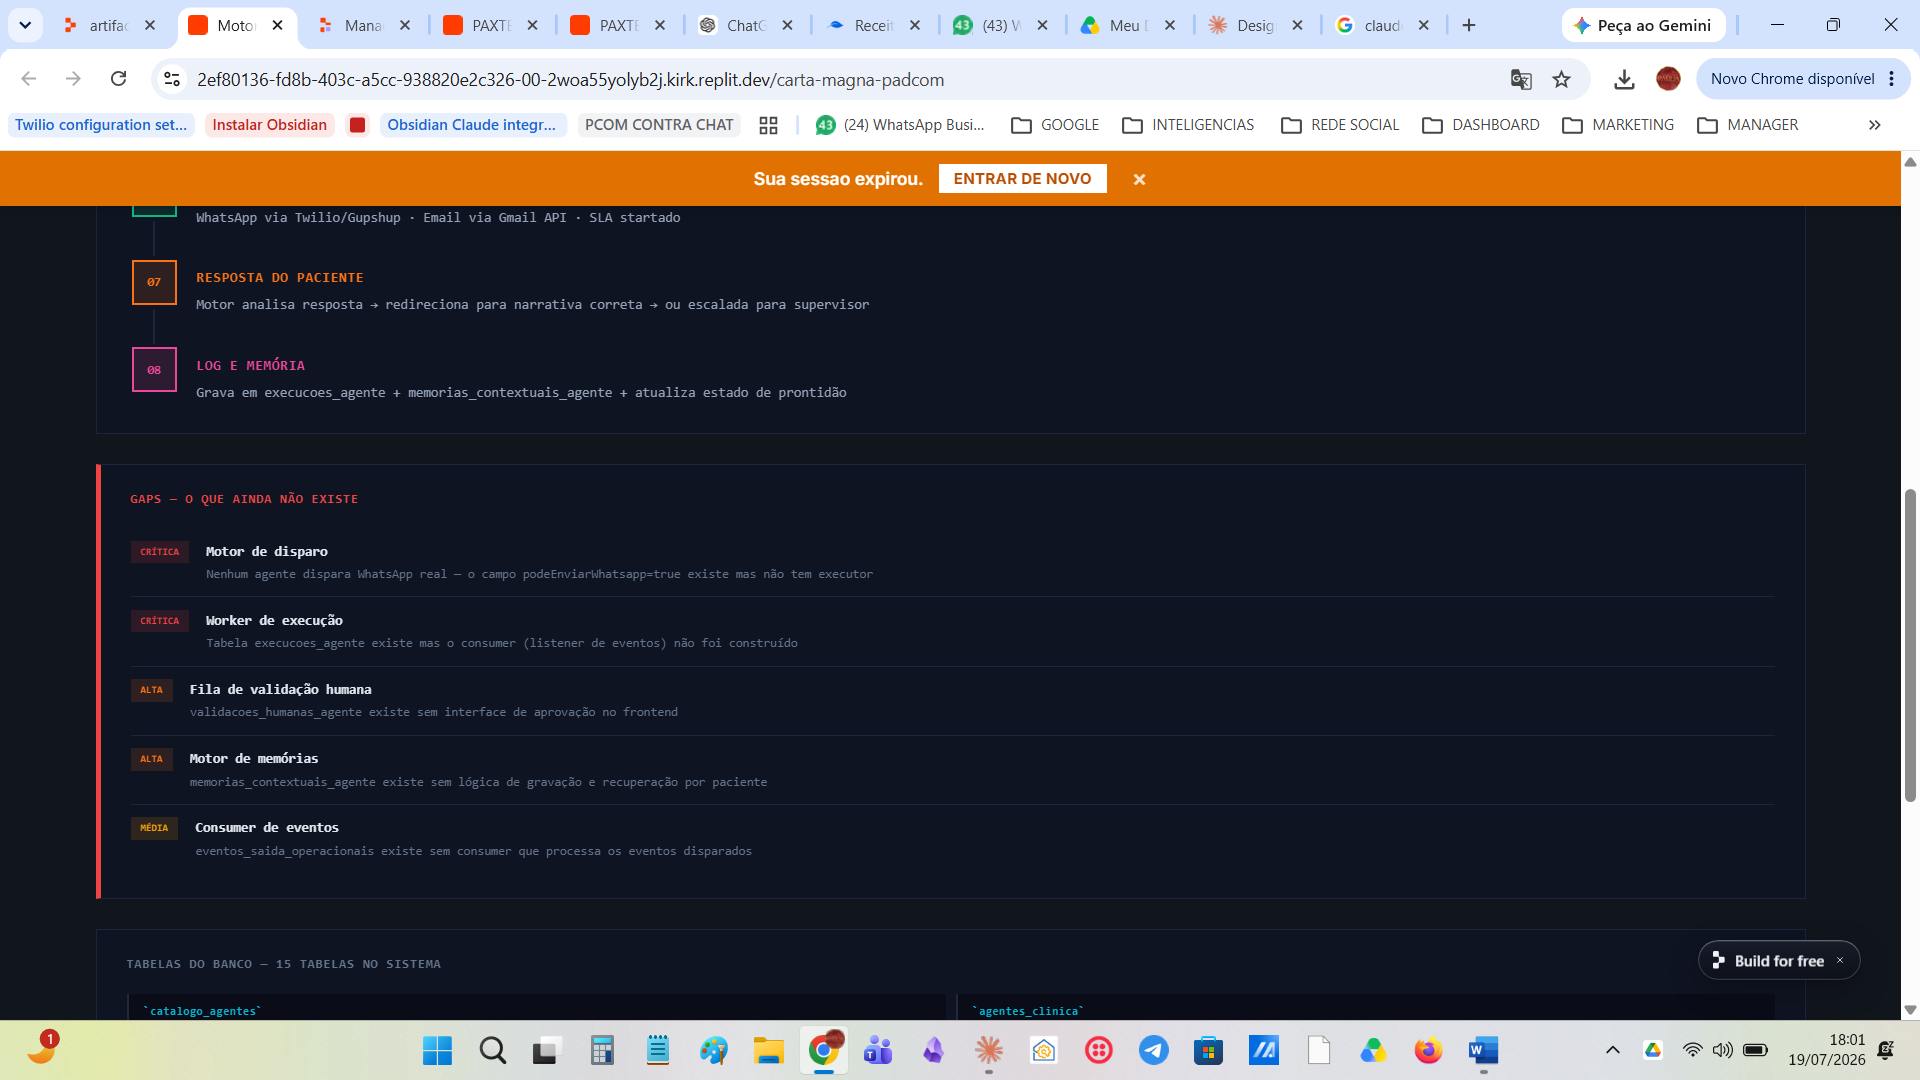 artifac
Moto
Mana
PAXTE
PAXTE
ChatG
Receit
(43) W
Meu D
Desig
claud
Peça ao Gemini
2ef80136-fd8b-403c-a5cc-938820e2c326-00-2woa55yolyb2j.kirk.replit.dev/carta-magna-padcom
Novo Chrome disponível
Twilio configuration set...
Instalar Obsidian
Obsidian Claude integr...
PCOM CONTRA CHAT
(24) WhatsApp Busi...
GOOGLE
INTELIGENCIAS
REDE SOCIAL
DASHBOARD
MARKETING
MANAGER
Sua sessao expirou.
ENTRAR DE NOVO
WhatsApp via Twilio/Gupshup · Email via Gmail API · SLA startado
07
RESPOSTA DO PACIENTE
Motor analisa resposta → redireciona para narrativa correta → ou escalada para supervisor
08
LOG E MEMÓRIA
Grava em execucoes_agente + memorias_contextuais_agente + atualiza estado de prontidão
GAPS — O QUE AINDA NÃO EXISTE
CRÍTICA
Motor de disparo
Nenhum agente dispara WhatsApp real — o campo podeEnviarWhatsapp=true existe mas não tem executor
CRÍTICA
Worker de execução
Tabela execucoes_agente existe mas o consumer (listener de eventos) não foi construído
ALTA
Fila de validação humana
validacoes_humanas_agente existe sem interface de aprovação no frontend
ALTA
Motor de memórias
memorias_contextuais_agente existe sem lógica de gravação e recuperação por paciente
MÉDIA
Consumer de eventos
eventos_saida_operacionais existe sem consumer que processa os eventos disparados
TABELAS DO BANCO — 15 TABELAS NO SISTEMA
`catalogo_agentes`
`agentes_clinica`
Build for free
1
18:01
19/07/2026